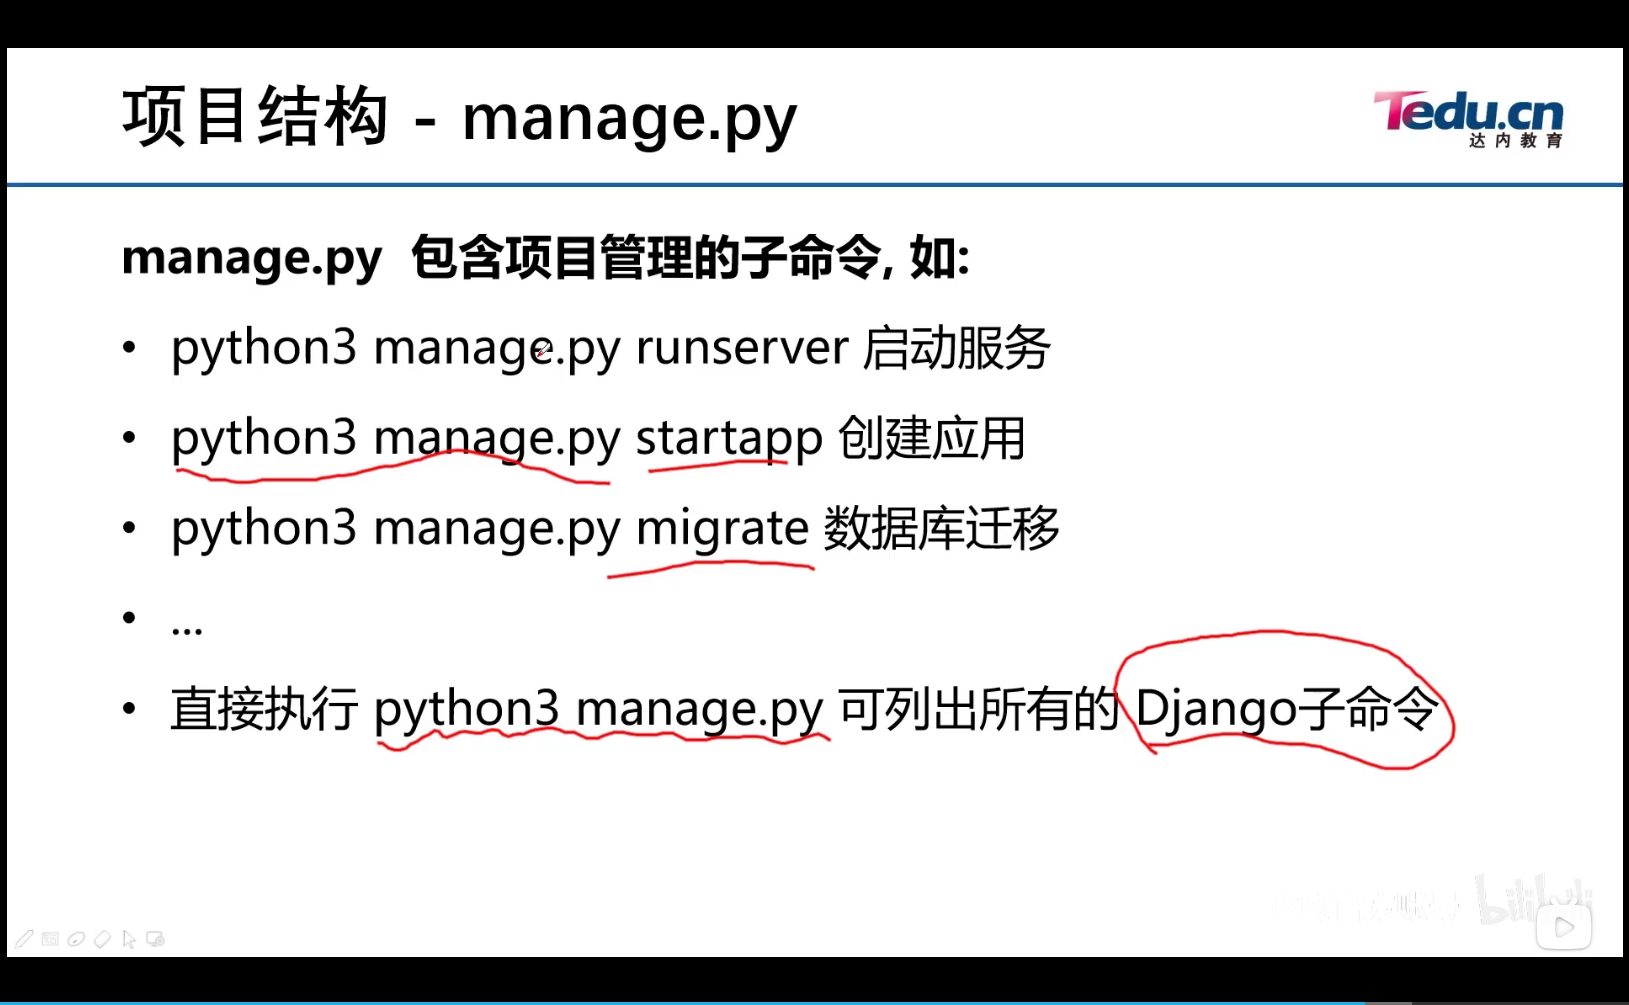 项目结构 - manage.py
Tedu.cn
达内教育
manage.py 包含项目管理的子命令, 如:
• python3 manage.py runserver 启动服务
• python3 manage.py startapp 创建应用
• python3 manage.py migrate 数据库迁移
• ...
• 直接执行 python3 manage.py 可列出所有的 Django子命令
bilibili